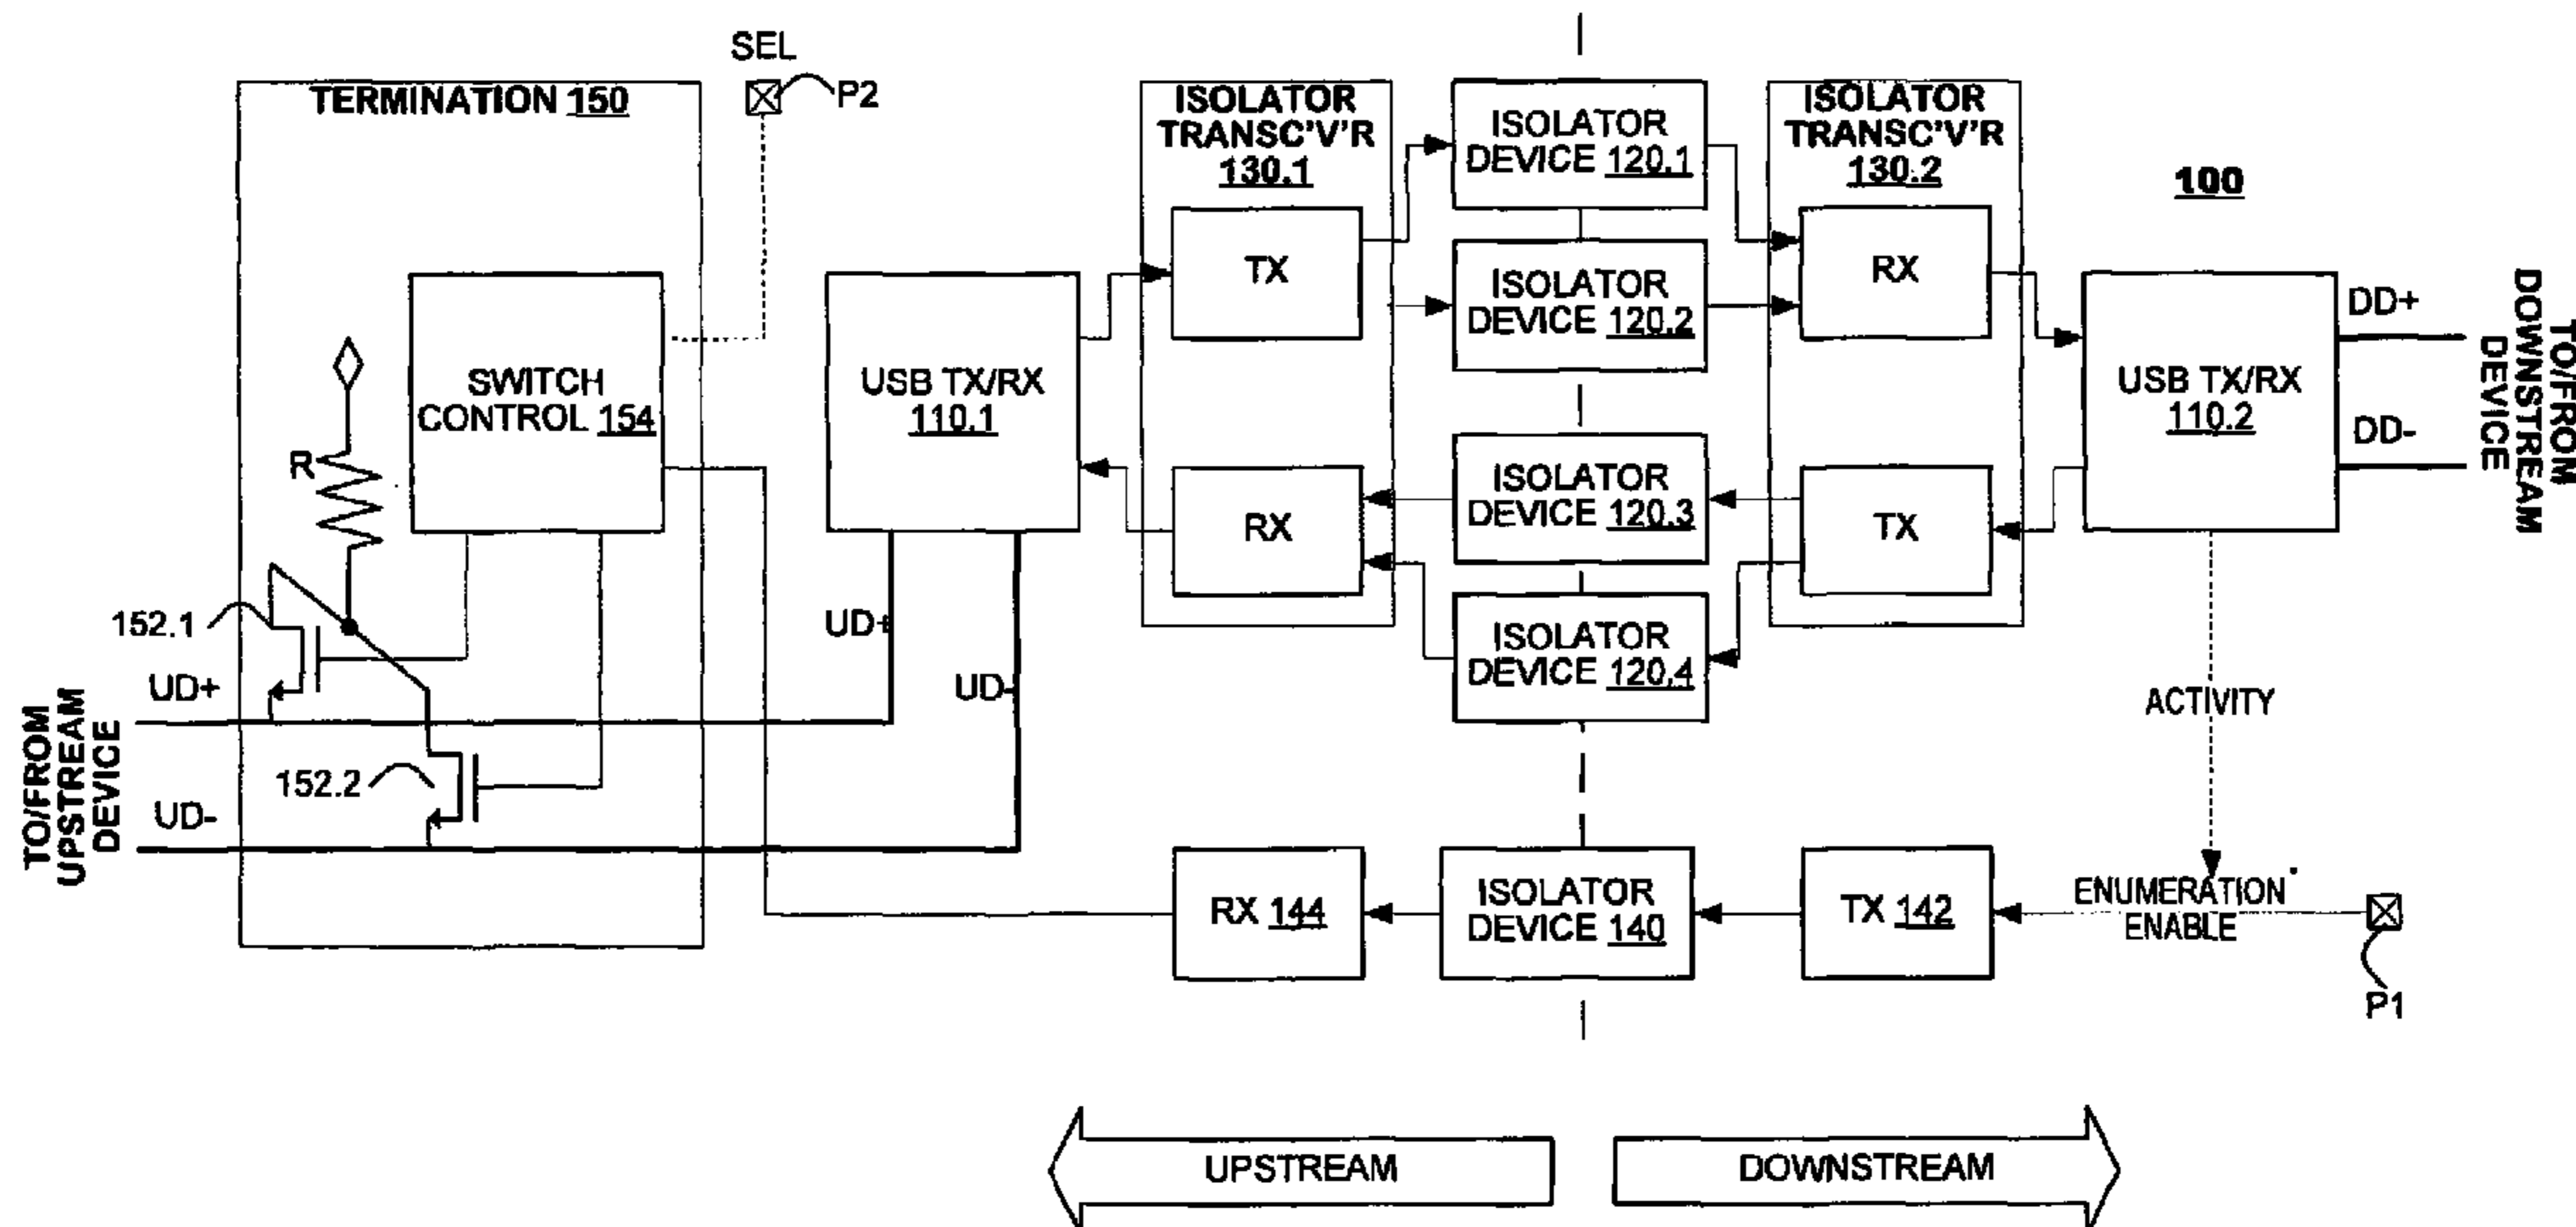 SEL
P2
TERMINATION 150
SWITCH
CONTROL 154
R
152.1
UD+
152.2
UD-
TO/FROM
UPSTREAM
DEVICE
USB TX/RX
110.1
UD+
UD-
ISOLATOR
TRANSC'V'R
130.1
TX
RX
ISOLATOR
DEVICE 120.1
ISOLATOR
DEVICE 120.2
ISOLATOR
DEVICE 120.3
ISOLATOR
DEVICE 120.4
ISOLATOR
TRANSC'V'R
130.2
RX
TX
100
USB TX/RX
110.2
DD+
DD-
TO/FROM
DOWNSTREAM
DEVICE
ACTIVITY
RX 144
ISOLATOR
DEVICE 140
TX 142
ENUMERATION
ENABLE
P1
UPSTREAM
DOWNSTREAM